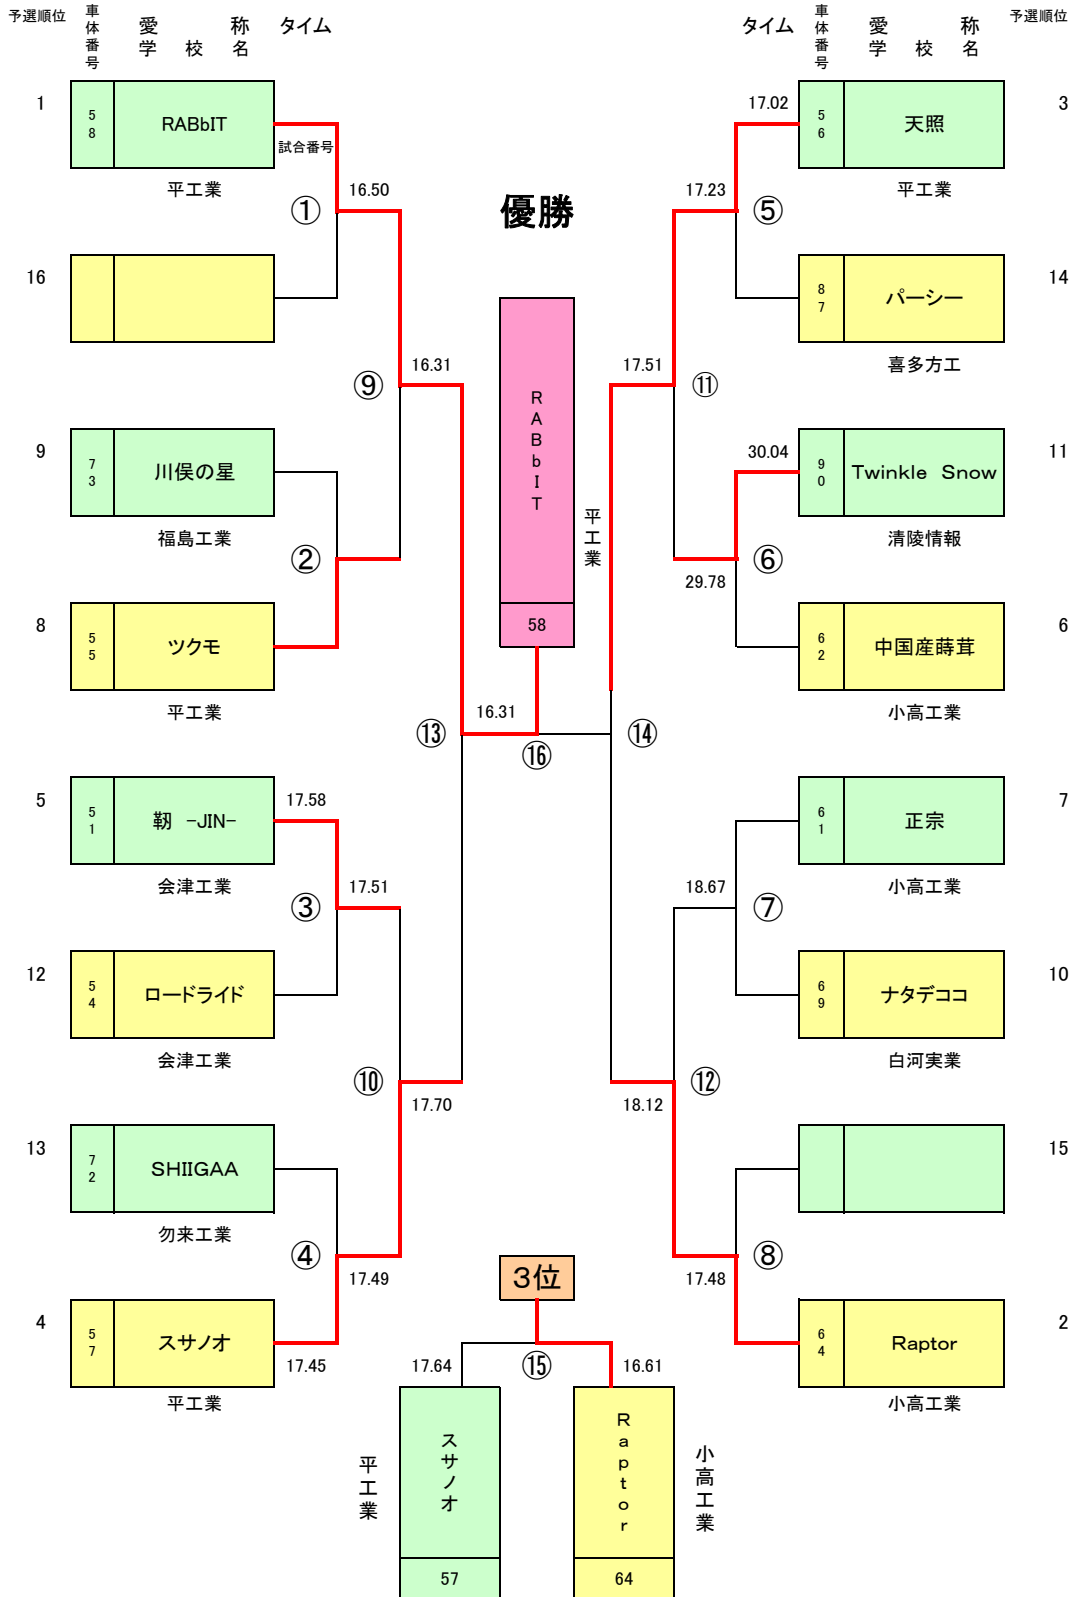 予選順位
車体番号
愛称
学校名
タイム
タイム
車体番号
愛称
学校名
予選順位
1
58
RABbIT
平工業
試合番号
①
16.50
16
9
73
川俣の星
福島工業
②
8
55
ツクモ
平工業
⑨
16.31
5
51
靭 -JIN-
17.58
会津工業
③
17.51
12
54
ロードライド
会津工業
⑩
17.70
13
72
SHIIGAA
勿来工業
④
17.49
4
57
スサノオ
17.45
平工業
⑬
16.31
優勝
RABbIT
58
平工業
⑯
17.02
56
天照
3
平工業
17.23
⑤
87
パーシー
14
喜多方工
17.51
⑪
30.04
90
Twinkle Snow
11
清陵情報
⑥
29.78
62
中国産蒔茸
6
小高工業
⑭
61
正宗
7
小高工業
18.67
⑦
69
ナタデココ
10
白河実業
⑫
18.12
15
⑧
17.48
64
Raptor
2
小高工業
3位
17.64
⑮
16.61
平工業
スサノオ
57
Raptor
64
小高工業